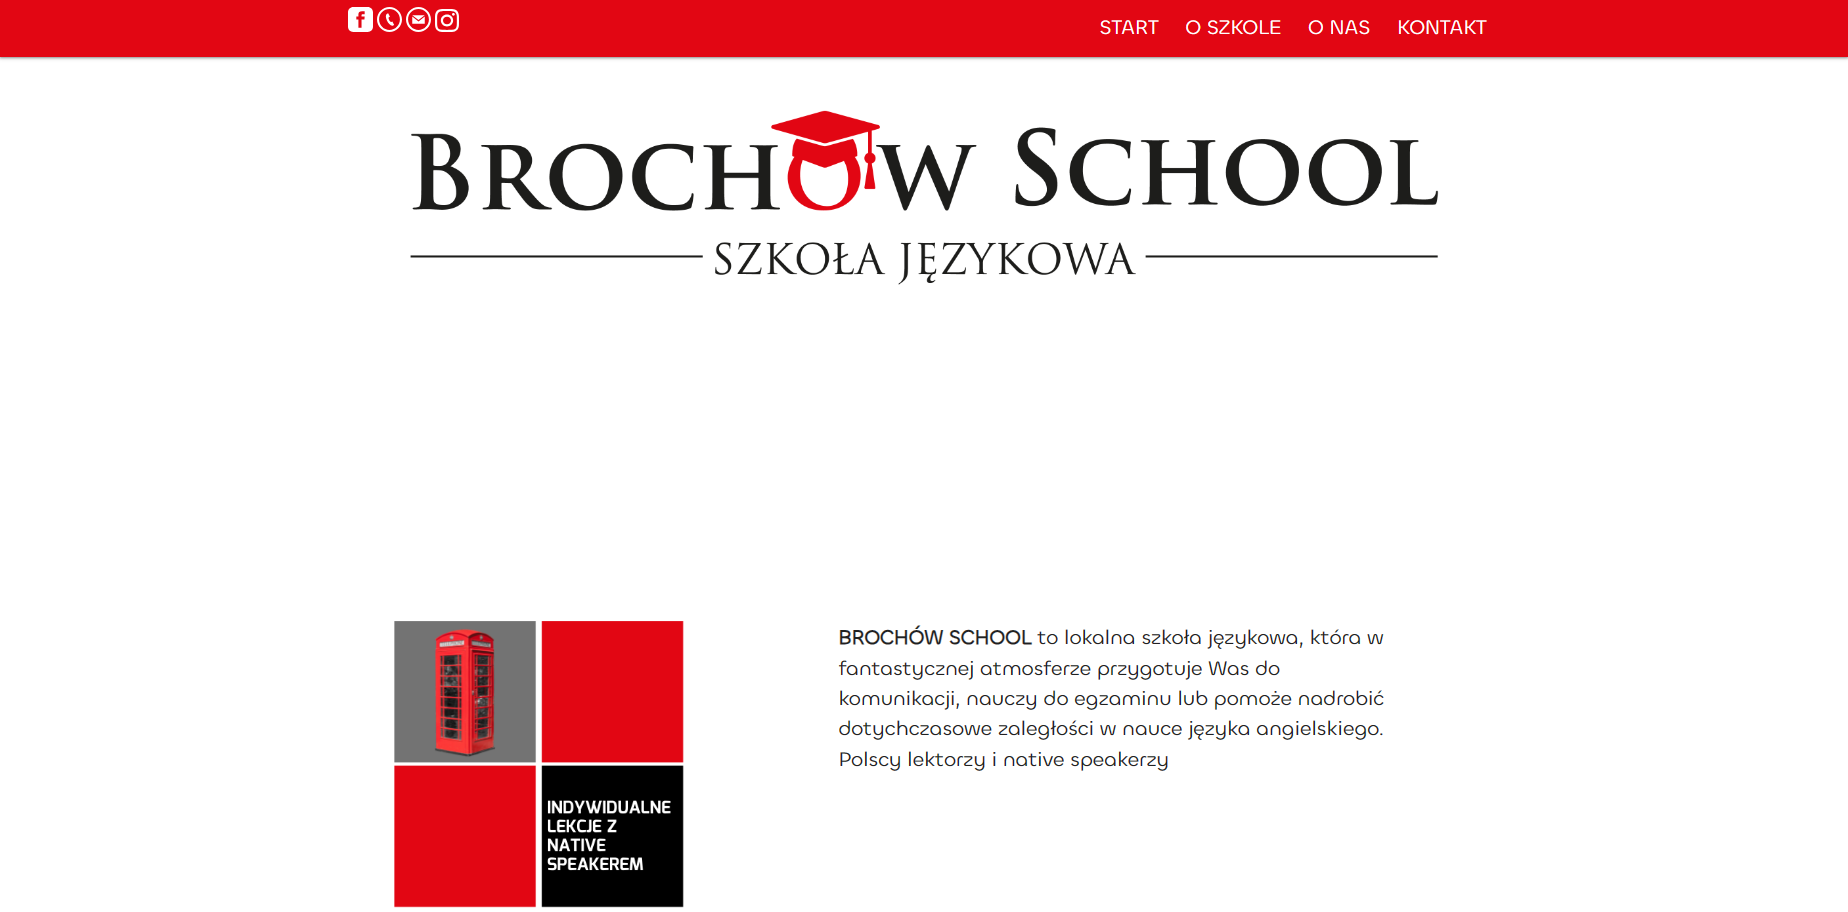 START O SZKOLE O NAS KONTAKT
BROCHÓW SCHOOL
SZKOŁA JĘZYKOWA
INDYWIDUALNE
LEKCJE Z
NATIVE
SPEAKEREM
BROCHÓW SCHOOL to lokalna szkoła językowa, która w
fantastycznej atmosferze przygotuje Was do
komunikacji, nauczy do egzaminu lub pomoże nadrobić
dotychczasowe zaległości w nauce języka angielskiego.
Polscy lektorzy i native speakerzy